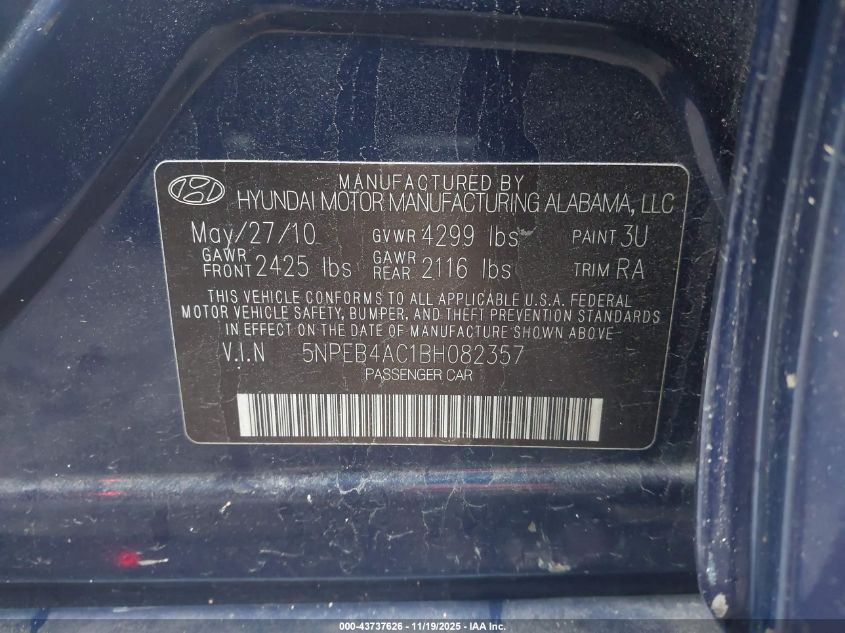 MANUFACTURED BY
HYUNDAI MOTOR MANUFACTURING ALABAMA, LLC
May/27/10 GVWR 4299 lbs PAINT 3U
GAWR FRONT 2425 lbs GAWR REAR 2116 lbs TRIM RA
THIS VEHICLE CONFORMS TO ALL APPLICABLE U.S.A. FEDERAL
MOTOR VEHICLE SAFETY, BUMPER, AND THEFT PREVENTION STANDARDS
IN EFFECT ON THE DATE OF MANUFACTURE SHOWN ABOVE.
V.I.N 5NPEB4AC1BH082357
PASSENGER CAR
000-43737626 - 11/19/2025 - IAA Inc.